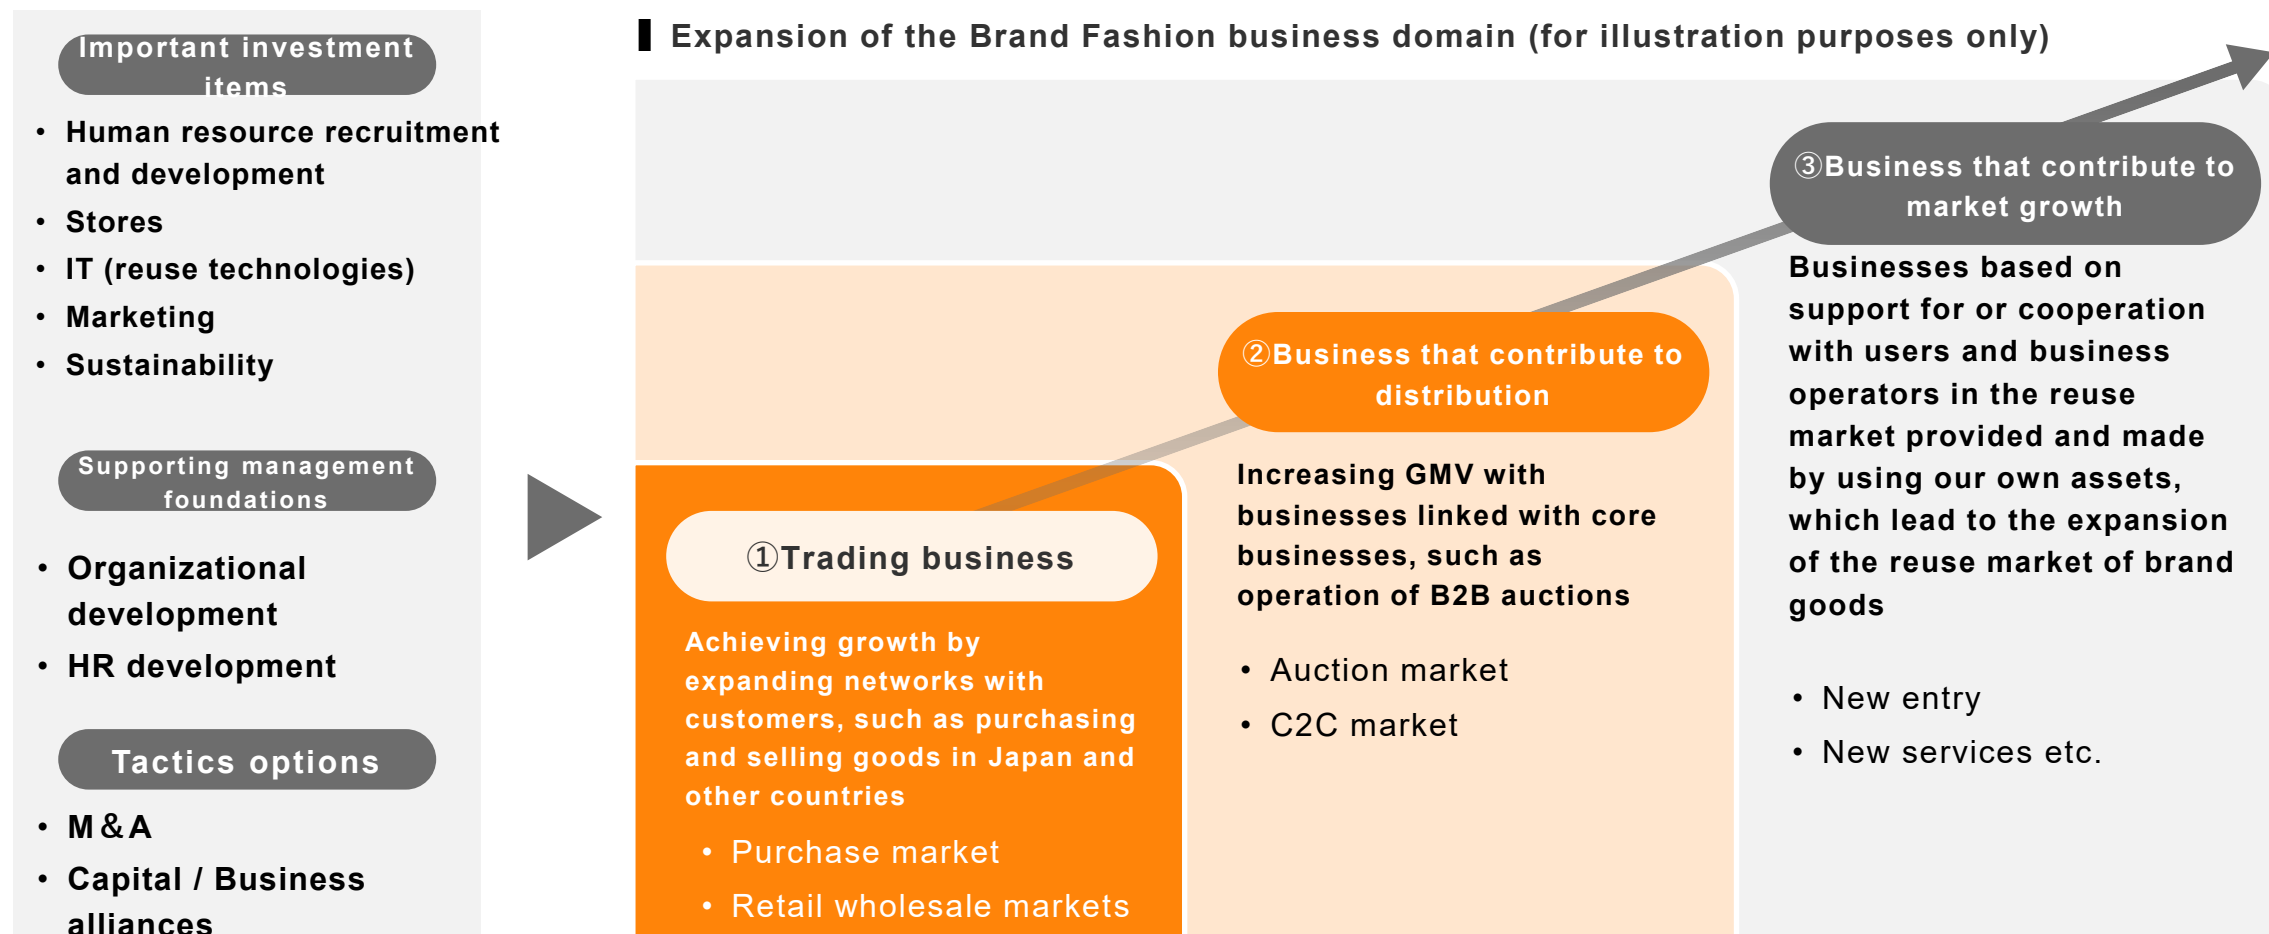 Important investment
items
• Human resource recruitment
and development
• Stores
• IT (reuse technologies)
• Marketing
• Sustainability
Supporting management
foundations
• Organizational
development
• HR development
Tactics options
• M＆A
• Capital / Business
alliances
Expansion of the Brand Fashion business domain (for illustration purposes only)
①Trading business
Achieving growth by
expanding networks with
customers, such as purchasing
and selling goods in Japan and
other countries
• Purchase market
• Retail wholesale markets
②Business that contribute to
distribution
Increasing GMV with
businesses linked with core
businesses, such as
operation of B2B auctions
• Auction market
• C2C market
③Business that contribute to
market growth
Businesses based on
support for or cooperation
with users and business
operators in the reuse
market provided and made
by using our own assets,
which lead to the expansion
of the reuse market of brand
goods
• New entry
• New services etc.